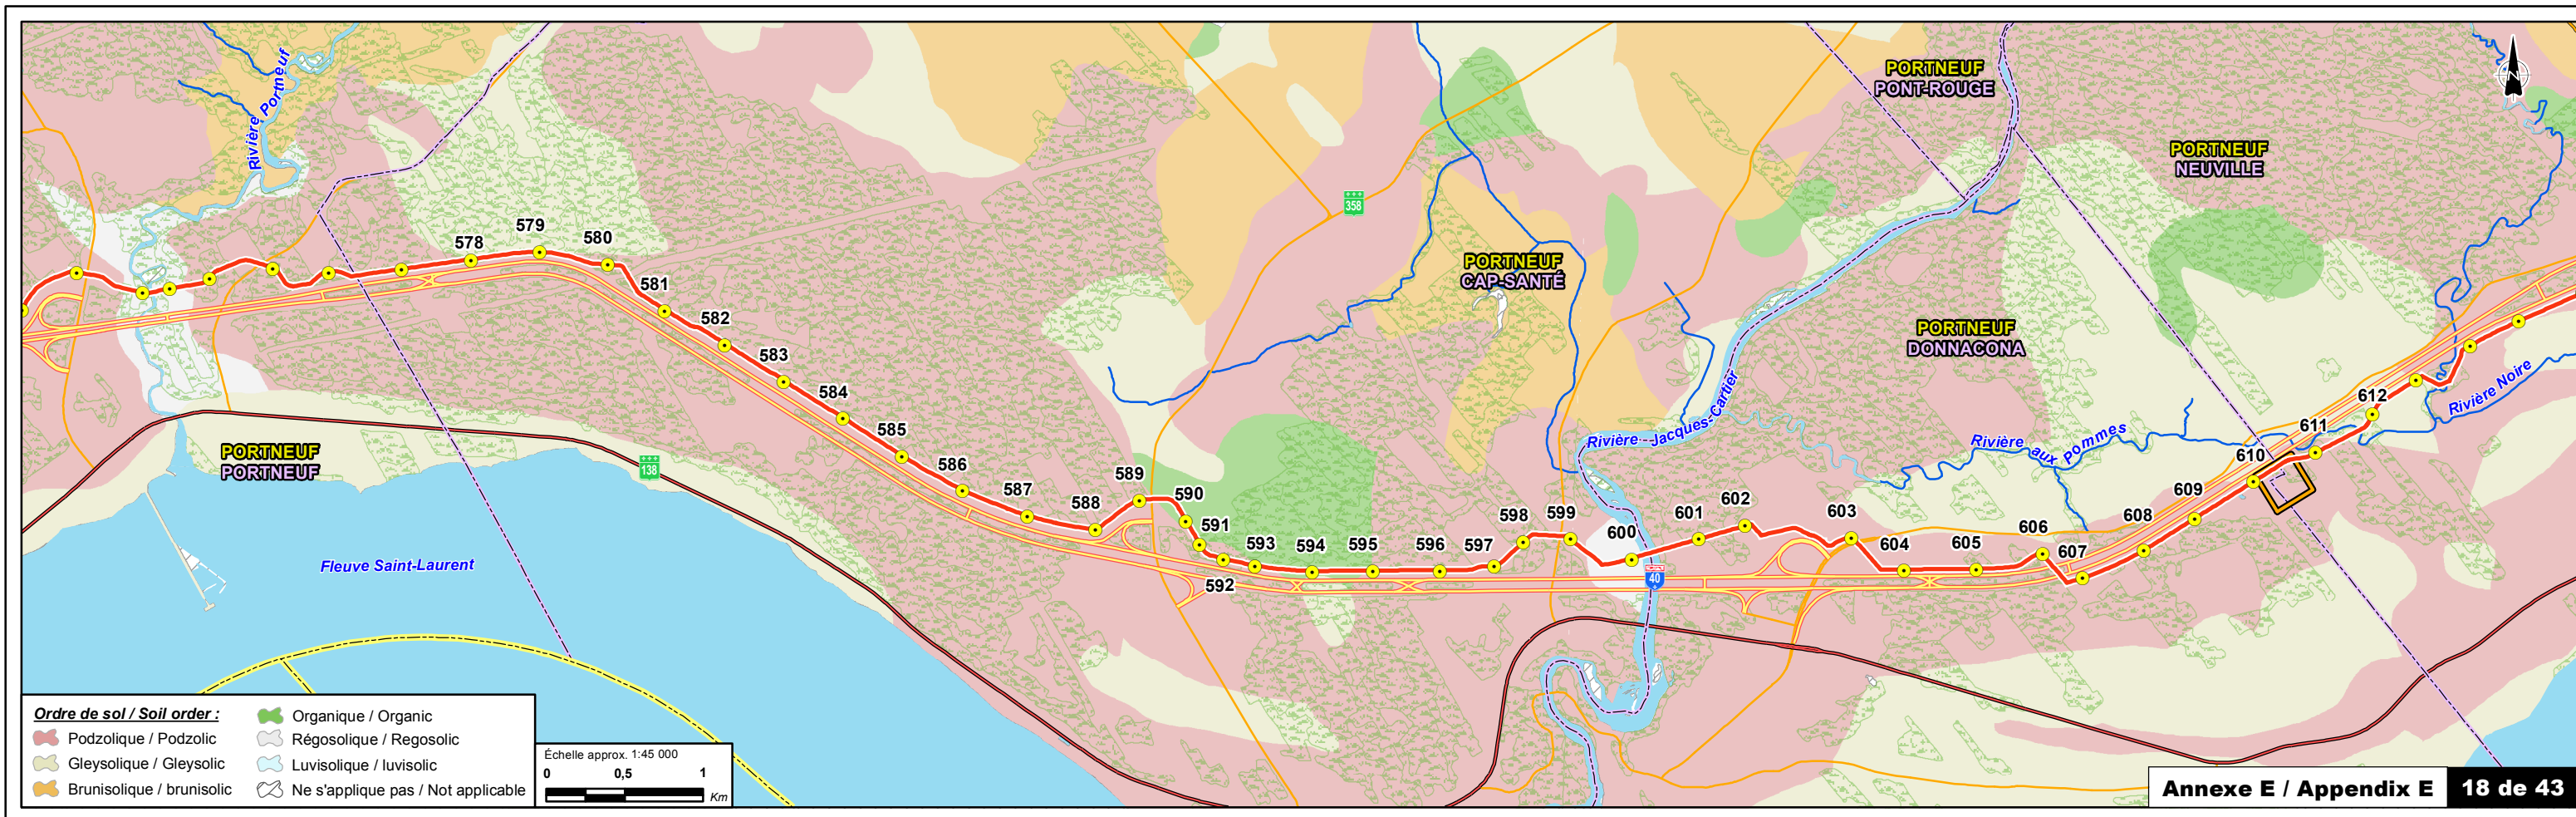 Rivière Portneuf
PORTNEUF
PONT-ROUGE
N
PORTNEUF
NEUVILLE
358
578
579
580
581
582
583
584
585
586
587
588
589
590
591
592
593
594
595
596
597
598
599
600
601
602
603
604
605
606
607
608
609
610
611
612
PORTNEUF
CAP-SANTÉ
PORTNEUF
DONNACONA
Rivière Jacques-Cartier
Rivière aux pommes
Rivière Noire
PORTNEUF
PORTNEUF
138
40
Fleuve Saint-Laurent
Ordre de sol / Soil order :
Podzolique / Podzolic
Gleysolique / Gleysolic
Brunisolique / brunisolic
Organique / Organic
Régosolique / Regosolic
Luvisolique / luvisolic
Ne s'applique pas / Not applicable
Échelle approx. 1:45 000
0 0,5 1
Km
Annexe E / Appendix E 18 de 43